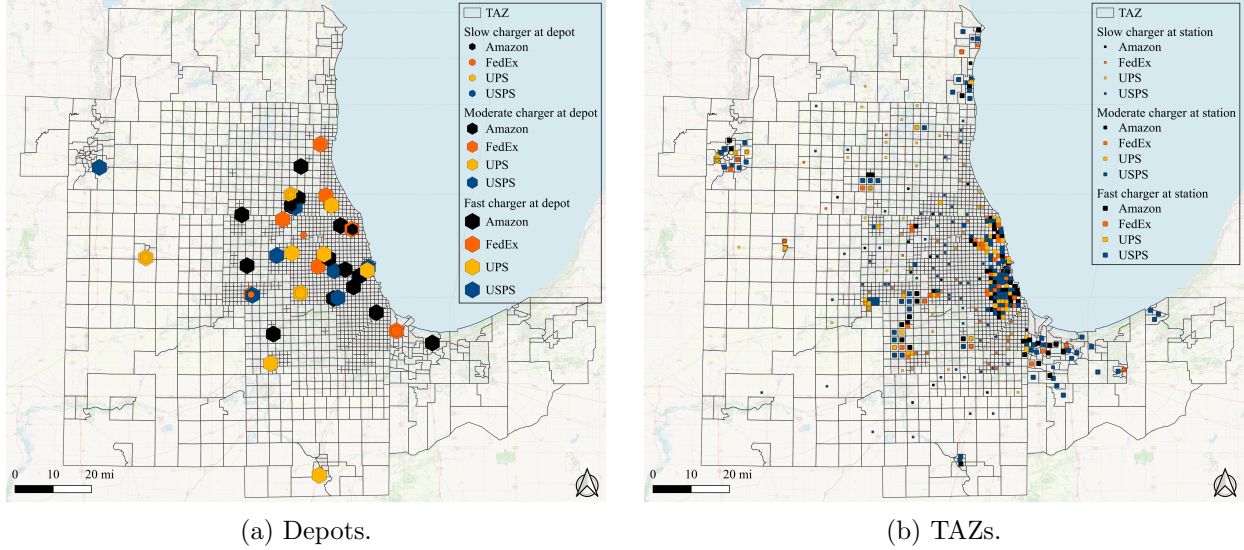 TAZ
Slow charger at depot
Amazon
FedEx
UPS
USPS
Moderate charger at depot
Amazon
FedEx
UPS
USPS
Fast charger at depot
Amazon
FedEx
UPS
USPS
0 10 20 mi
(a) Depots.
TAZ
Slow charger at station
Amazon
FedEx
UPS
USPS
Moderate charger at station
Amazon
FedEx
UPS
USPS
Fast charger at station
Amazon
FedEx
UPS
USPS
0 10 20 mi
(b) TAZs.